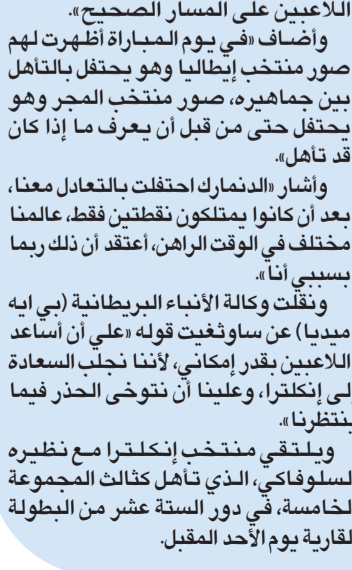 اللاعبين على المسار الصحيح».
وأضاف «في يوم المباراة أظهرت لهم
صور منتخب إيطاليا وهو يحتفل بالتأهل
بين جماهيره، صور منتخب المجر وهو
يحتفل حتى من قبل أن يعرف ما إذا كان
قد تأهل».
وأشار «الدنمارك احتفلت بالتعادل معنا،
بعد أن كانوا يمتلكون نقطتين فقط، عالمنا
مختلف في الوقت الراهن، أعتقد أن ذلك ربما
بسببي أنا».
ونقلت وكالة الأنباء البريطانية (بي ايه
ميديا) عن ساوثغيت قوله «علي أن أساعد
اللاعبين بقدر إمكاني، لأننا نجلب السعادة
إلى إنكلترا، وعلينا أن نتوخى الحذر فيما
ينتظرنا».
ويلتقي منتخب إنكلترا مع نظيره
لسلوفاكي، الذي تأهل كثالث المجموعة
لخامسة، في دور الستة عشر من البطولة
لقارية يوم الأحد المقبل.